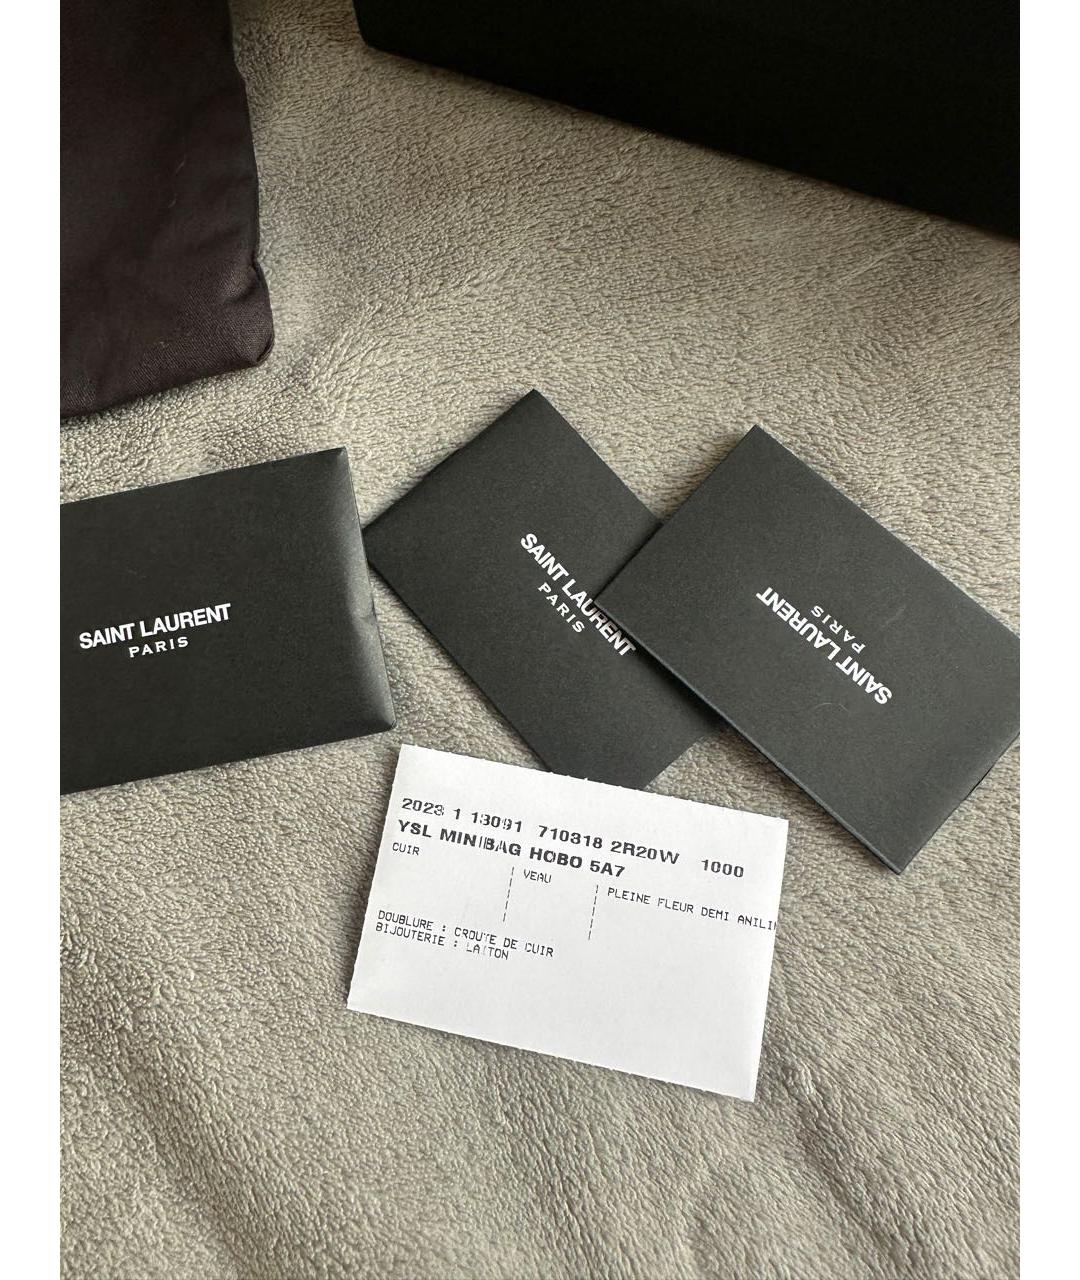 SAINT LAURENT
PARIS
SAINT LAURENT
PARIS
SAINT LAURENT
PARIS
2023 1 13091 710318 2R20W 1000
YSL MINIBAG HOBO 5A7
CUIR VEAU PLEINE FLEUR DEMI ANILI
DOUBLURE : CROUTE DE CUIR
BIJOUTERIE : LAITON